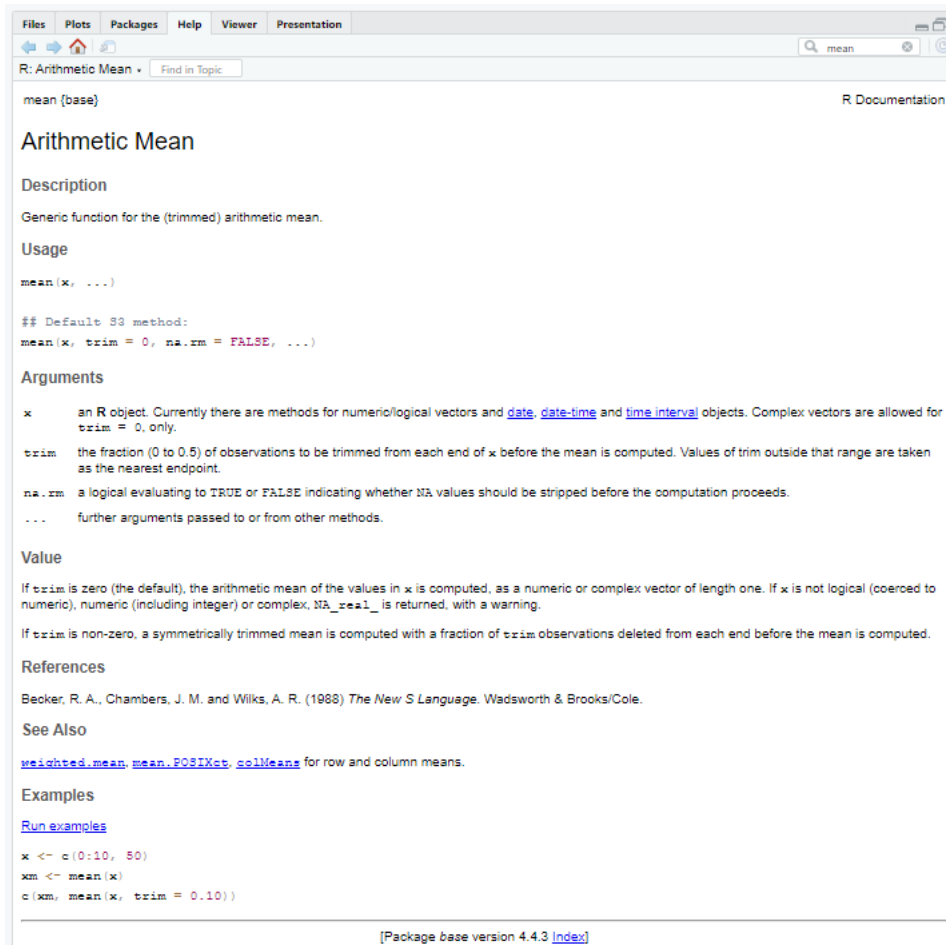 Files Plots Packages Help Viewer Presentation
mean
R: Arithmetic Mean Find in Topic
mean {base} R Documentation
Arithmetic Mean
Description
Generic function for the (trimmed) arithmetic mean.
Usage
mean(x, ...)
## Default S3 method:
mean(x, trim = 0, na.rm = FALSE, ...)
Arguments
x an R object. Currently there are methods for numeric/logical vectors and date, date-time and time interval objects. Complex vectors are allowed for
trim = 0, only.
trim the fraction (0 to 0.5) of observations to be trimmed from each end of x before the mean is computed. Values of trim outside that range are taken
as the nearest endpoint.
na.rm a logical evaluating to TRUE or FALSE indicating whether NA values should be stripped before the computation proceeds.
... further arguments passed to or from other methods.
Value
If trim is zero (the default), the arithmetic mean of the values in x is computed, as a numeric or complex vector of length one. If x is not logical (coerced to
numeric), numeric (including integer) or complex, NA_real_ is returned, with a warning.
If trim is non-zero, a symmetrically trimmed mean is computed with a fraction of trim observations deleted from each end before the mean is computed.
References
Becker, R. A., Chambers, J. M. and Wilks, A. R. (1988) The New S Language. Wadsworth & Brooks/Cole.
See Also
weighted.mean, mean.POSIXct, colMeans for row and column means.
Examples
Run examples
x <- c(0:10, 50)
xm <- mean(x)
c(xm, mean(x, trim = 0.10))
[Package base version 4.4.3 Index]